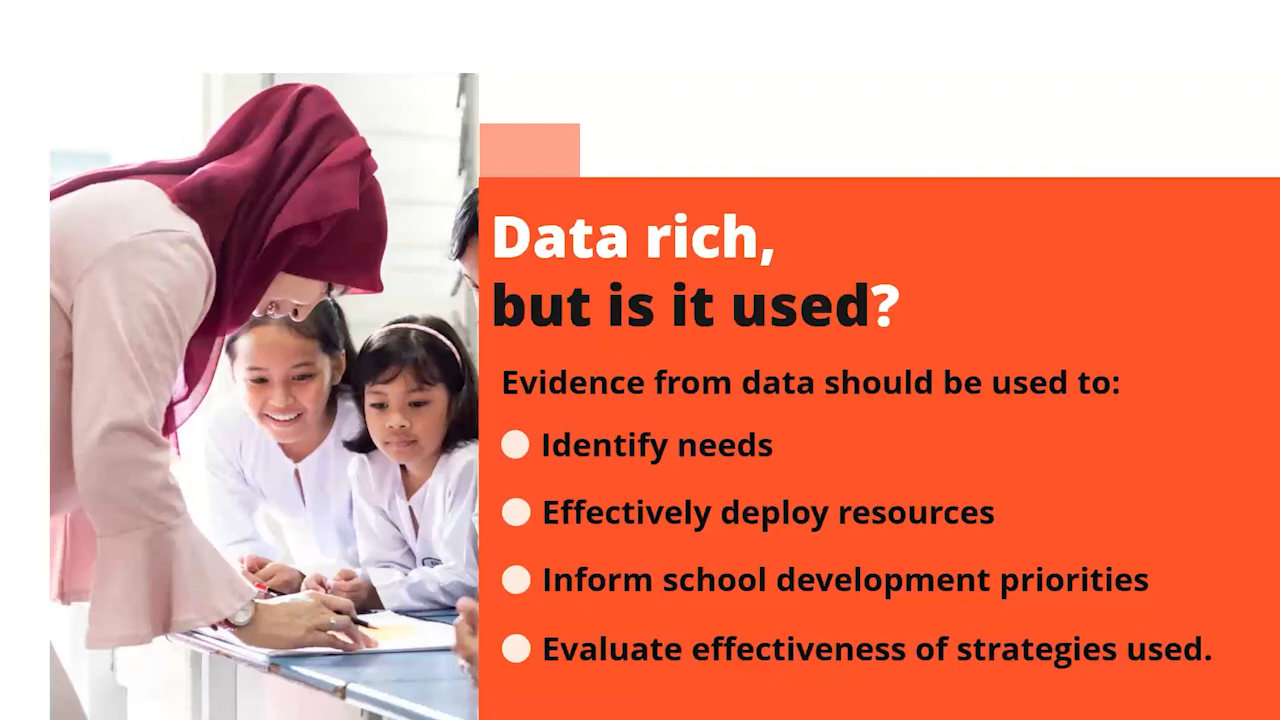 Data rich,
but is it used?
Evidence from data should be used to:
Identify needs
Effectively deploy resources
Inform school development priorities
Evaluate effectiveness of strategies used.